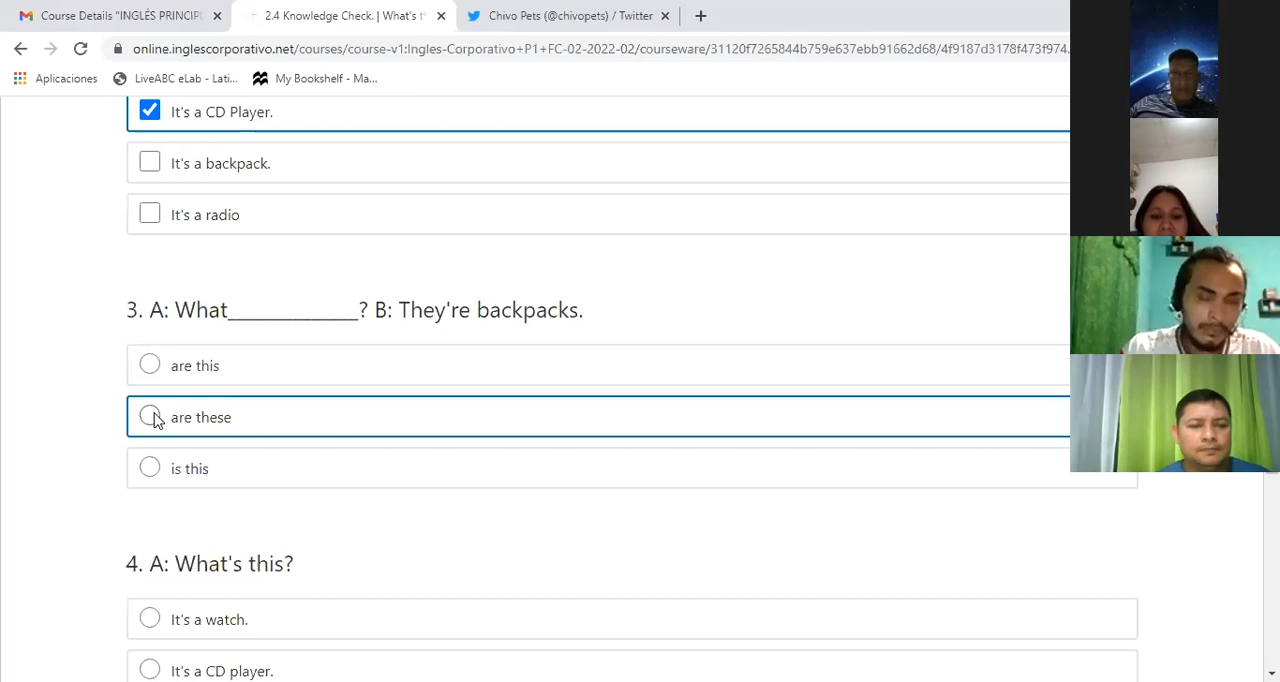 Course Details "INGLÉS PRINCIPI
2.4 Knowledge Check. | What's t
Chivo Pets (@chivopets) / Twitter
online.inglescorporativo.net/courses/course-v1:Ingles-Corporativo+P1+FC-02-2022-02/courseware/31120f7265844b759e637ebb91662d68/4f9187d3178f473f974...
Aplicaciones
LiveABC eLab - Lati...
My Bookshelf - Ma...
It's a CD Player.
It's a backpack.
It's a radio
3. A: What____________? B: They're backpacks.
are this
are these
is this
4. A: What's this?
It's a watch.
It's a CD player.